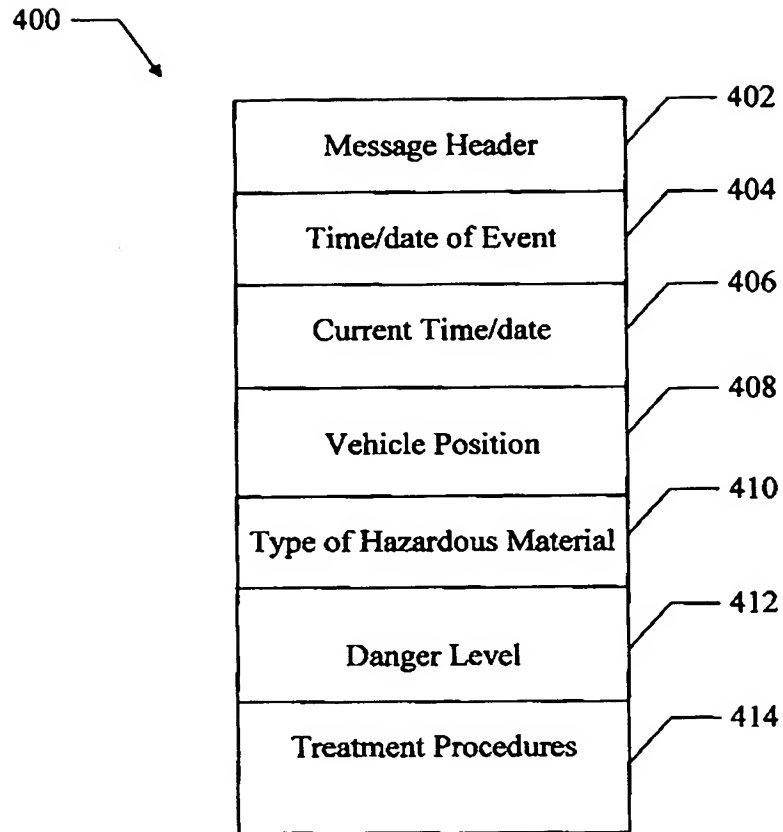 400
402
Message Header
404
Time/date of Event
406
Current Time/date
408
Vehicle Position
410
Type of Hazardous Material
412
Danger Level
414
Treatment Procedures